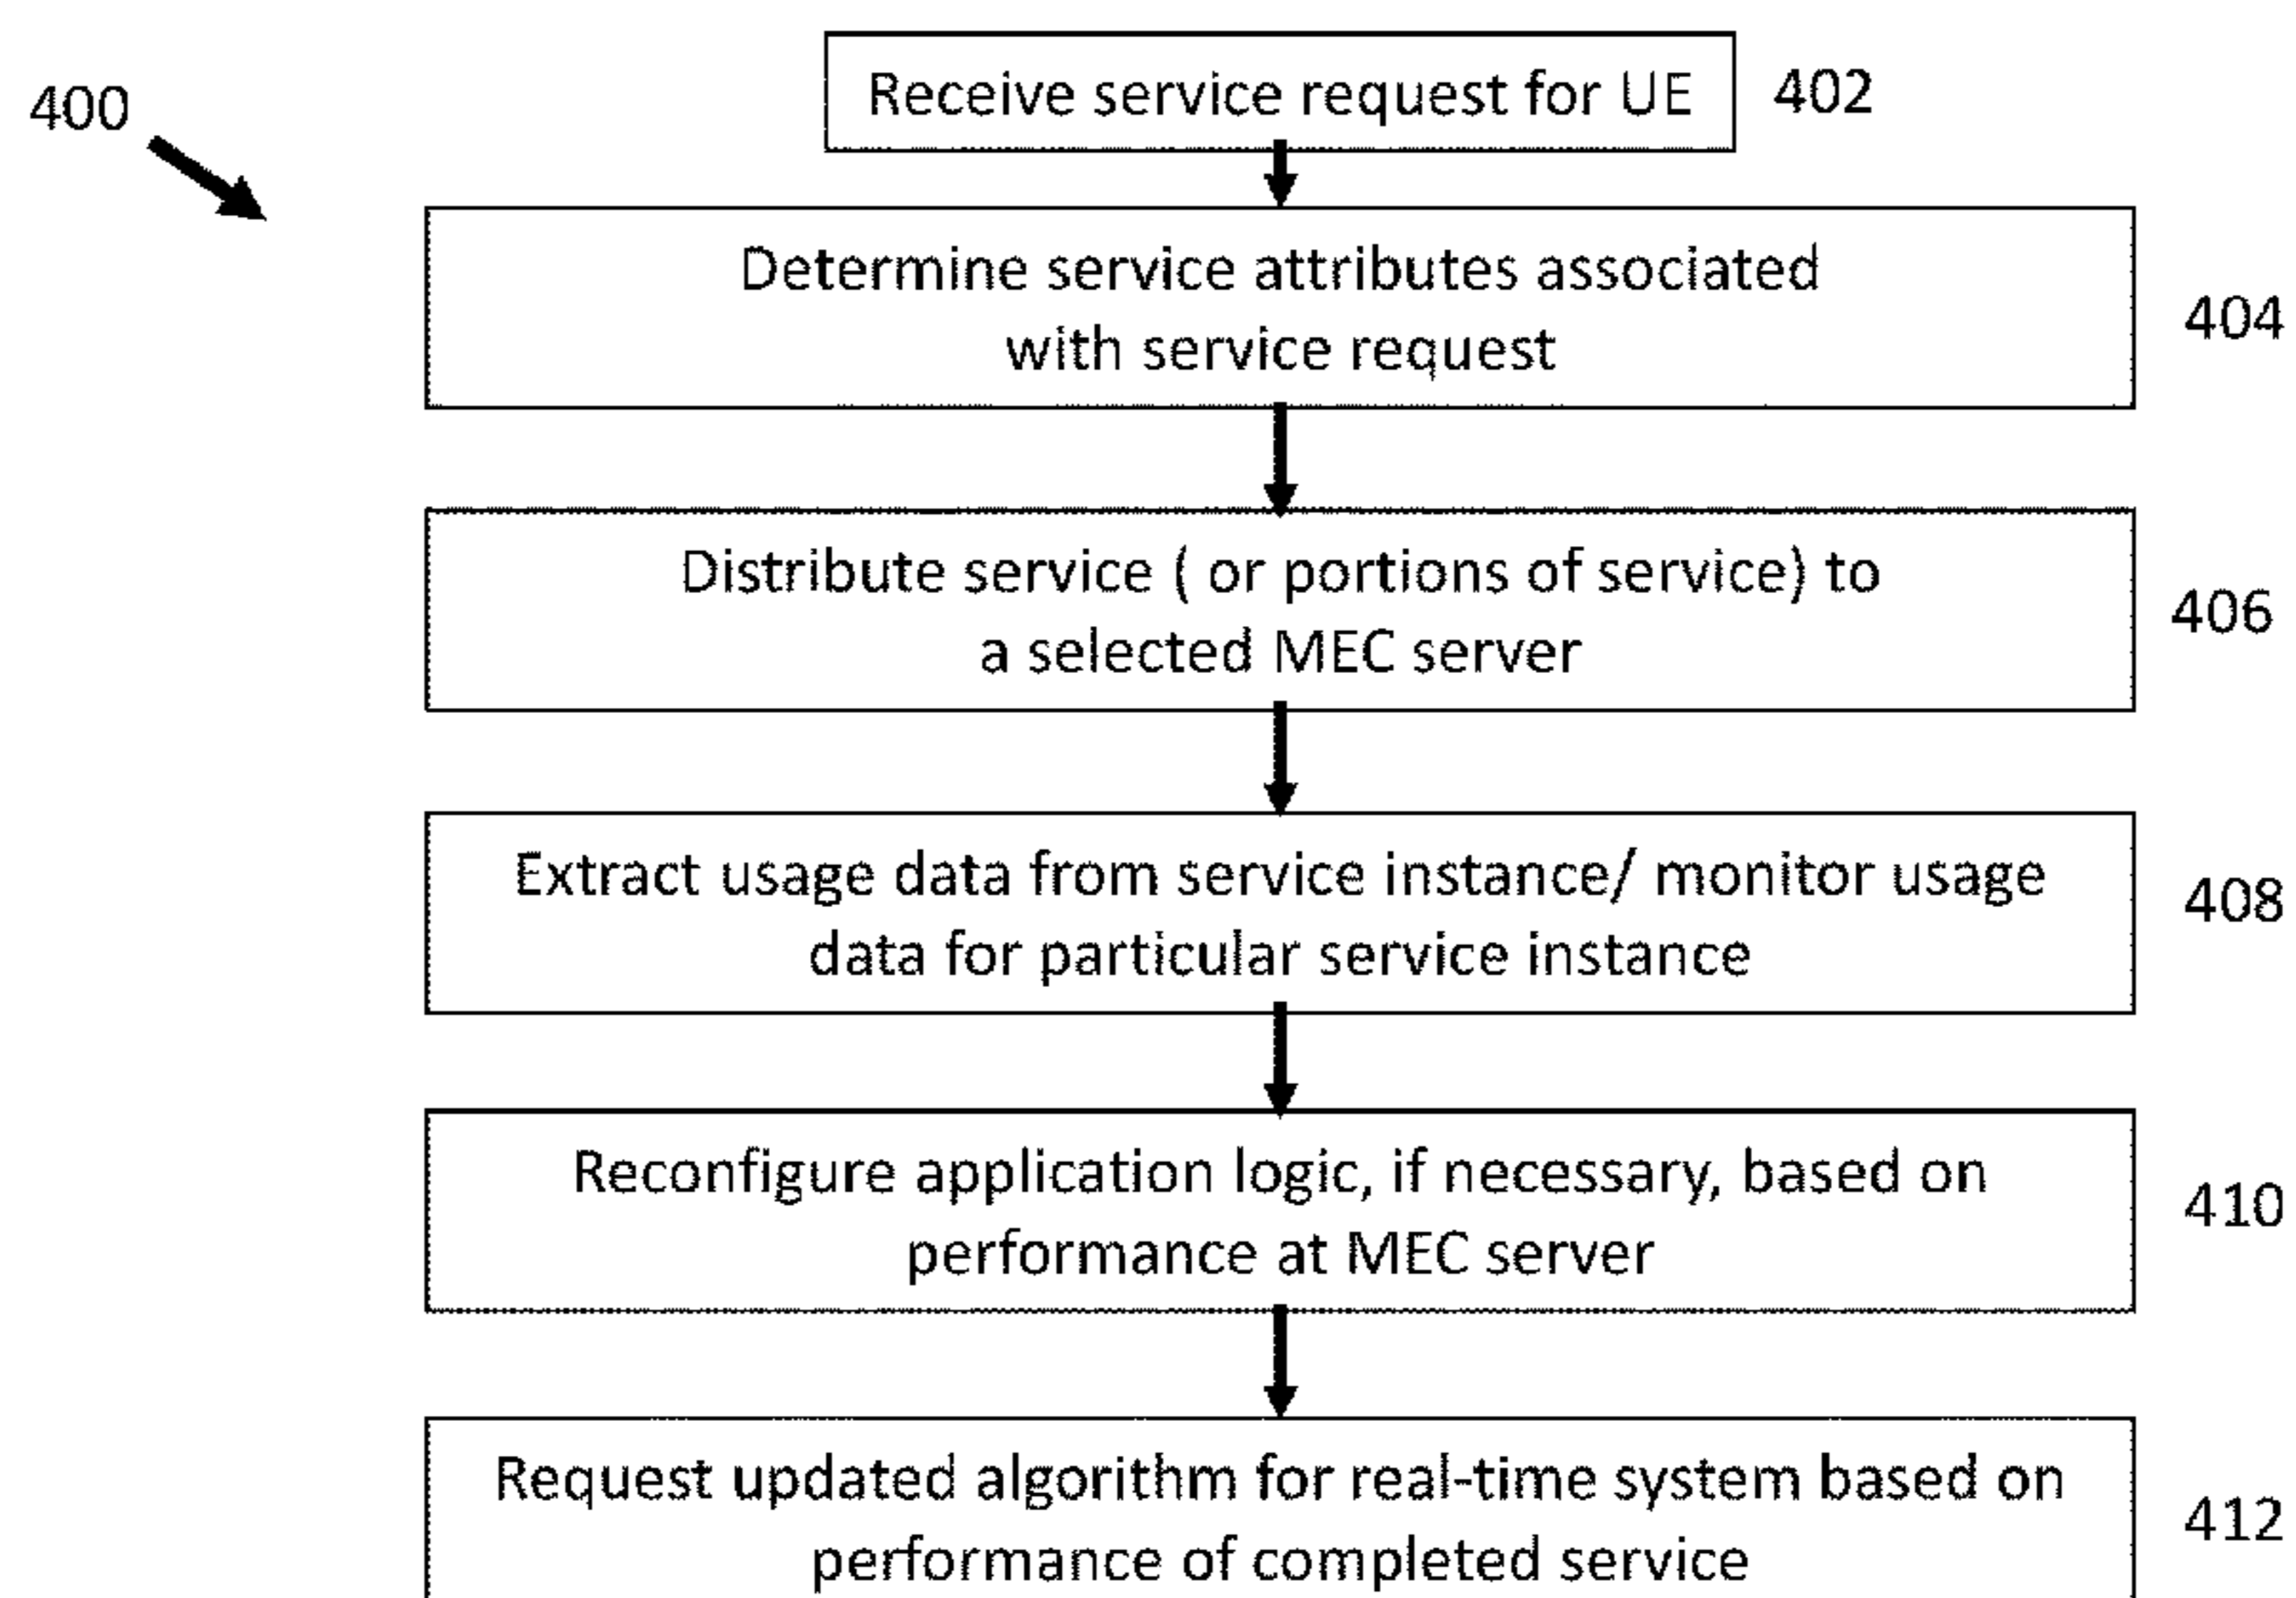 400
Receive service request for UE 402
Determine service attributes associated
with service request
404
Distribute service ( or portions of service) to
a selected MEC server
406
Extract usage data from service instance/ monitor usage
data for particular service instance
408
Reconfigure application logic, if necessary, based on
performance at MEC server
410
Request updated algorithm for real-time system based on
performance of completed service
412